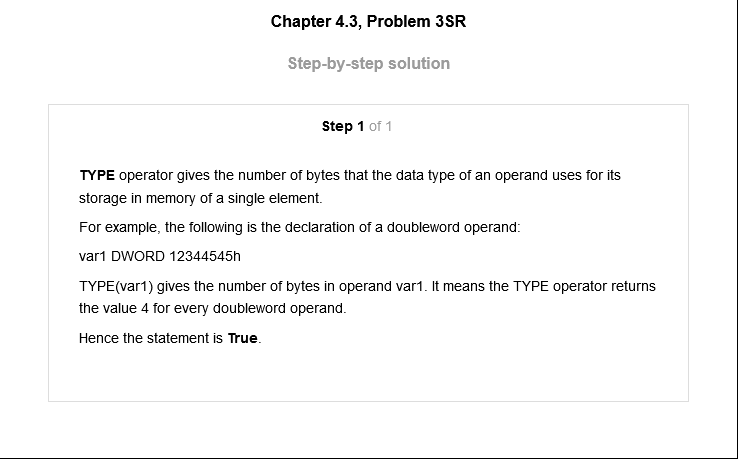 Chapter 4.3, Problem 3SR
Step-by-step solution
Step 1 of 1
TYPE operator gives the number of bytes that the data type of an operand uses for its
storage in memory of a single element.
For example, the following is the declaration of a doubleword operand:
var1 DWORD 12344545h
TYPE(var1) gives the number of bytes in operand var1. It means the TYPE operator returns
the value 4 for every doubleword operand.
Hence the statement is True.